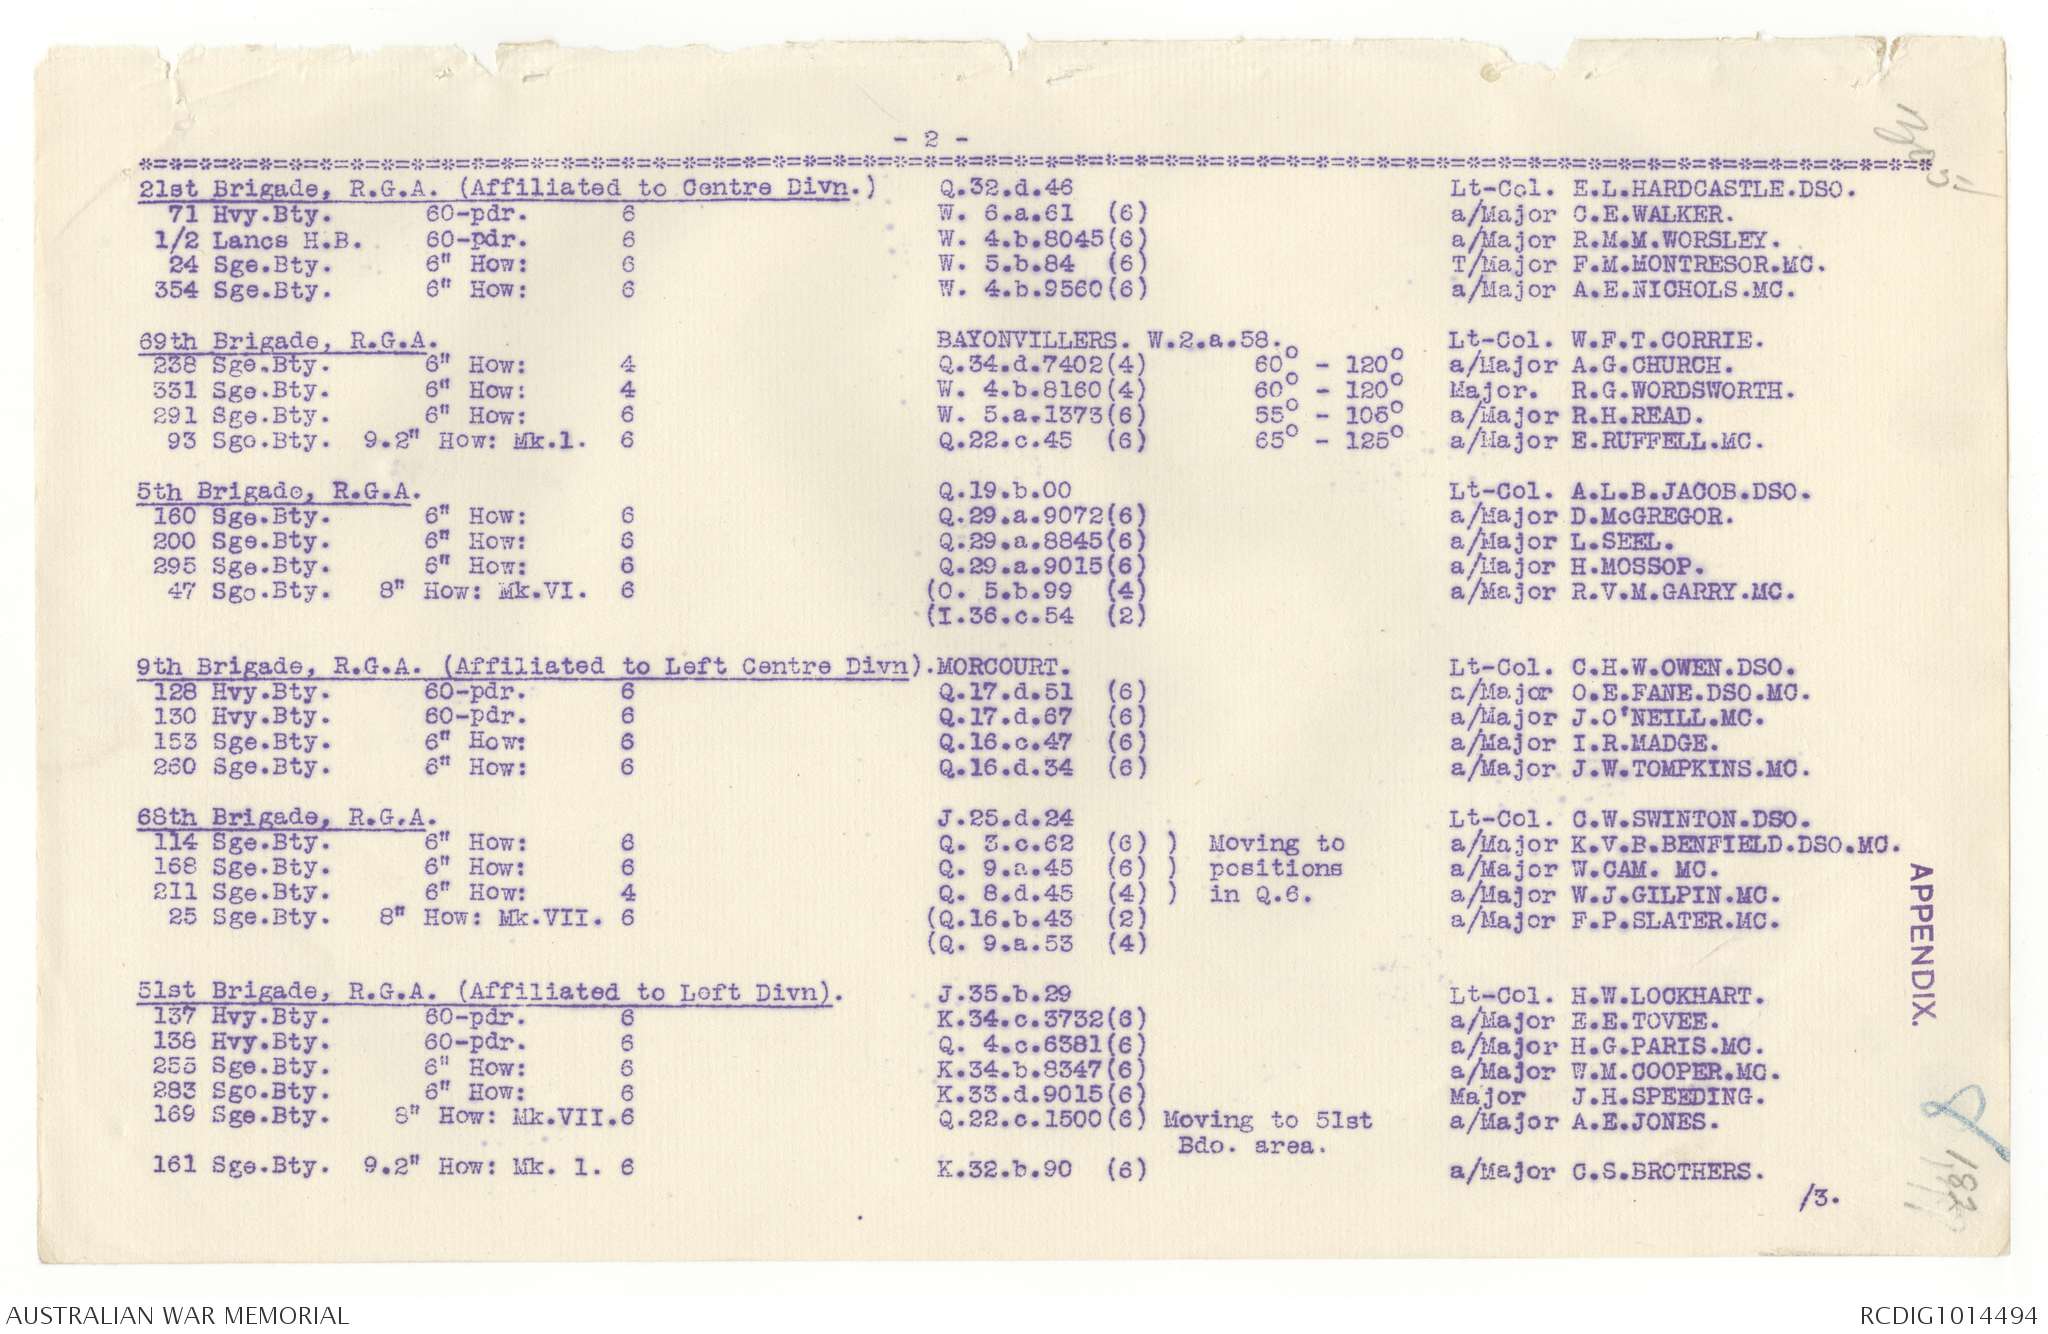 - 2 -
*=*=*=*=*=*=*=*=*=*=*=*=*=*=*=*=*=*=*=*=*=*=*=*=*=*=*=*=*=*=*=*=*=*=*=*=*=*=*=*=*=*=*=*=*=*=*=*=*=*=*=*=*=*=*=*=*=*=*=*
21st Brigade, R.G.A. (Affiliated to Centre Divn.) Q.32.d.46 Lt-Col. E.L.HARDCASTLE.DSO.
71 Hvy.Bty. 60-pdr. 6 W. 6.a.61 (6) a/Major C.E.WALKER.
1/2 Lancs H.B. 60-pdr. 6 W. 4.b.8045(6) a/Major R.M.M.WORSLEY.
24 Sge.Bty. 6" How: 6 W. 5.b.84 (6) T/Major F.M.MONTRESOR.MC.
354 Sge.Bty. 6" How: 6 W. 4.b.9560(6) a/Major A.E.NICHOLS.MC.
69th Brigade, R.G.A. BAYONVILLERS. W.2.a.58. Lt-Col. W.F.T.CORRIE.
238 Sge.Bty. 6" How: 4 Q.34.d.7402(4) 60° - 120° a/Major A.G.CHURCH.
331 Sge.Bty. 6" How: 4 W. 4.b.8160(4) 60° - 120° Major. R.G.WORDSWORTH.
291 Sge.Bty. 6" How: 6 W. 5.a.1373(6) 55° - 105° a/Major R.H.READ.
93 Sge.Bty. 9.2" How: Mk.1. 6 Q.22.c.45 (6) 65° - 125° a/Major E.RUFFELL.MC.
5th Brigade, R.G.A. Q.19.b.00 Lt-Col. A.L.B.JACOB.DSO.
160 Sge.Bty. 6" How: 6 Q.29.a.9072(6) a/Major D.McGREGOR.
200 Sge.Bty. 6" How: 6 Q.29.a.8845(6) a/Major L.SEEL.
295 Sge.Bty. 6" How: 6 Q.29.a.9015(6) a/Major H.MOSSOP.
47 Sge.Bty. 8" How: Mk.VI. 6 (O. 5.b.99 (4) a/Major R.V.M.GARRY.MC.
(I.36.c.54 (2)
9th Brigade, R.G.A. (Affiliated to Left Centre Divn).MORCOURT. Lt-Col. C.H.W.OWEN.DSO.
128 Hvy.Bty. 60-pdr. 6 Q.17.d.51 (6) a/Major O.E.FANE.DSO.MC.
130 Hvy.Bty. 60-pdr. 6 Q.17.d.67 (6) a/Major J.O'NEILL.MC.
153 Sge.Bty. 6" How: 6 Q.16.c.47 (6) a/Major I.R.MADGE.
260 Sge.Bty. 6" How: 6 Q.16.d.34 (6) a/Major J.W.TOMPKINS.MC.
68th Brigade, R.G.A. J.25.d.24 Lt-Col. C.W.SWINTON.DSO.
114 Sge.Bty. 6" How: 6 Q. 3.c.62 (6) ) Moving to a/Major K.V.B.BENFIELD.DSO.MC.
168 Sge.Bty. 6" How: 6 Q. 9.a.45 (6) ) positions a/Major W.CAM. MC.
211 Sge.Bty. 6" How: 4 Q. 8.d.45 (4) ) in Q.6. a/Major W.J.GILPIN.MC.
25 Sge.Bty. 8" How: Mk.VII. 6 (Q.16.b.43 (2) a/Major F.P.SLATER.MC.
(Q. 9.a.53 (4)
51st Brigade, R.G.A. (Affiliated to Left Divn). J.35.b.29 Lt-Col. H.W.LOCKHART.
137 Hvy.Bty. 60-pdr. 6 K.34.c.3732(6) a/Major E.E.TOVEE.
138 Hvy.Bty. 60-pdr. 6 Q. 4.c.6381(6) a/Major H.G.PARIS.MC.
255 Sge.Bty. 6" How: 6 K.34.b.8347(6) a/Major W.M.COOPER.MC.
283 Sge.Bty. 6" How: 6 K.33.d.9015(6) Major J.H.SPEEDING.
169 Sge.Bty. 8" How: Mk.VII.6 Q.22.c.1500(6) Moving to 51st a/Major A.E.JONES.
Bde. area.
161 Sge.Bty. 9.2" How: Mk. 1. 6 K.32.b.90 (6) a/Major C.S.BROTHERS.
/3.
APPENDIX.
8
187
AUSTRALIAN WAR MEMORIAL
RCDIG1014494